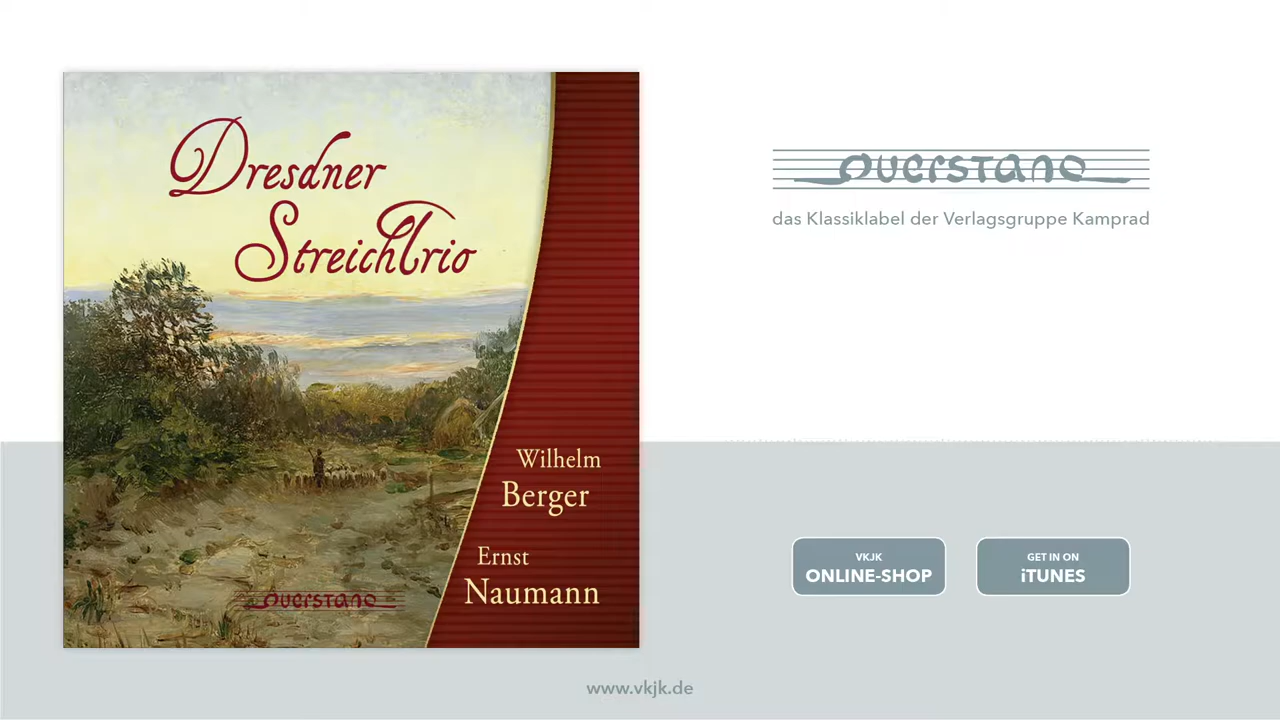 Dresdner
StreichTrio
Wilhelm
Berger
Ernst
Naumann
querstand
querstand
das Klassiklabel der Verlagsgruppe Kamprad
VKJK
ONLINE-SHOP
GET IN ON
iTUNES
www.vkjk.de